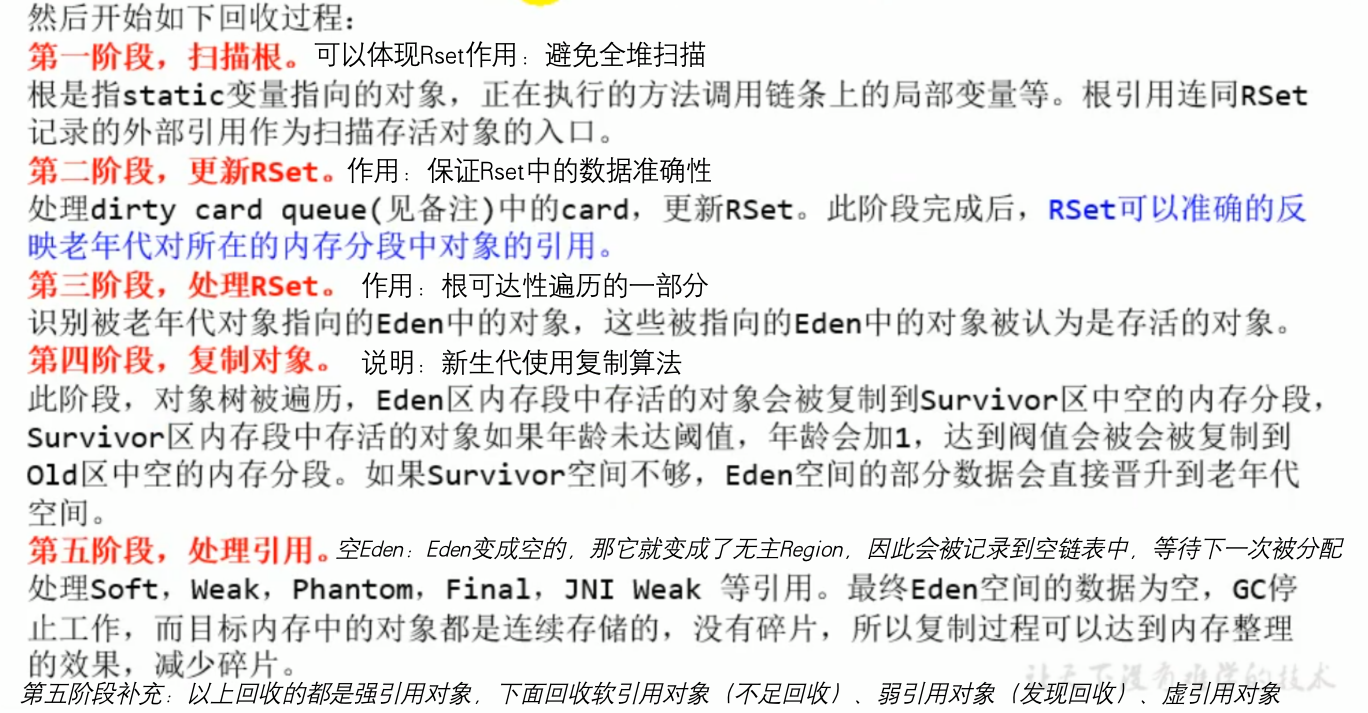 然后开始如下回收过程：
第一阶段，扫描根。可以体现Rset作用：避免全堆扫描
根是指static变量指向的对象，正在执行的方法调用链条上的局部变量等。根引用连同RSet
记录的外部引用作为扫描存活对象的入口。
第二阶段，更新RSet。作用：保证Rset中的数据准确性
处理dirty card queue(见备注)中的card，更新RSet。此阶段完成后，RSet可以准确的反
映老年代对所在的内存分段中对象的引用。
第三阶段，处理RSet。 作用：根可达性遍历的一部分
识别被老年代对象指向的Eden中的对象，这些被指向的Eden中的对象被认为是存活的对象。
第四阶段，复制对象。 说明：新生代使用复制算法
此阶段，对象树被遍历，Eden区内存段中存活的对象会被复制到Survivor区中空的内存分段，
Survivor区内存段中存活的对象如果年龄未达阈值，年龄会加1，达到阀值会被会被复制到
Old区中空的内存分段。如果Survivor空间不够，Eden空间的部分数据会直接晋升到老年代
空间。
第五阶段，处理引用。空Eden：Eden变成空的，那它就变成了无主Region，因此会被记录到空链表中，等待下一次被分配
处理Soft，Weak，Phantom，Final，JNI Weak 等引用。最终Eden空间的数据为空，GC停
止工作，而目标内存中的对象都是连续存储的，没有碎片，所以复制过程可以达到内存整理
的效果，减少碎片。
让天下没有难学的技术
第五阶段补充：以上回收的都是强引用对象，下面回收软引用对象（不足回收）、弱引用对象（发现回收）、虚引用对象